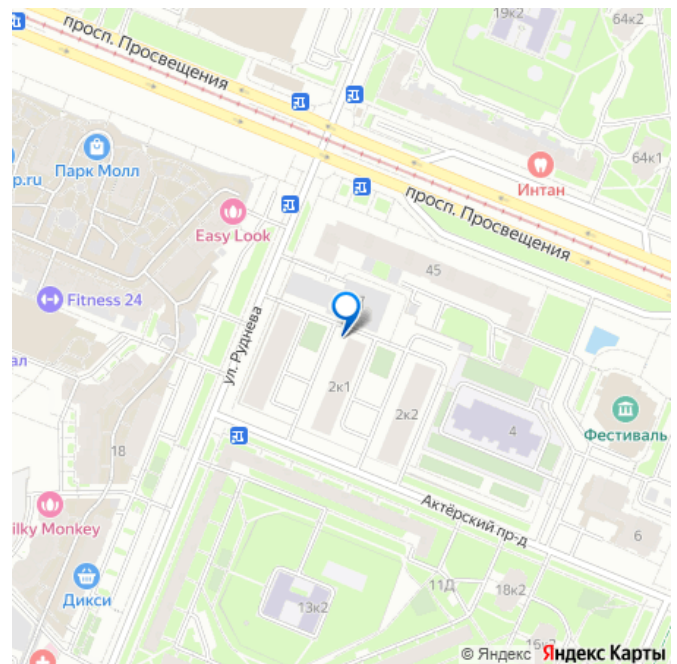 19к2
64к2
просп. Просвещения
Парк Молл
p.ru
64к1
Интан
просп. Просвещения
Easy Look
45
Fitness 24
ул. Руднева
ал
2к1
2к2
4
Фестиваль
18
Актёрский пр-д
ilky Monkey
6
11Д
18к2
Дикси
13к2
16к2
© Яндекс Яндекс Карты